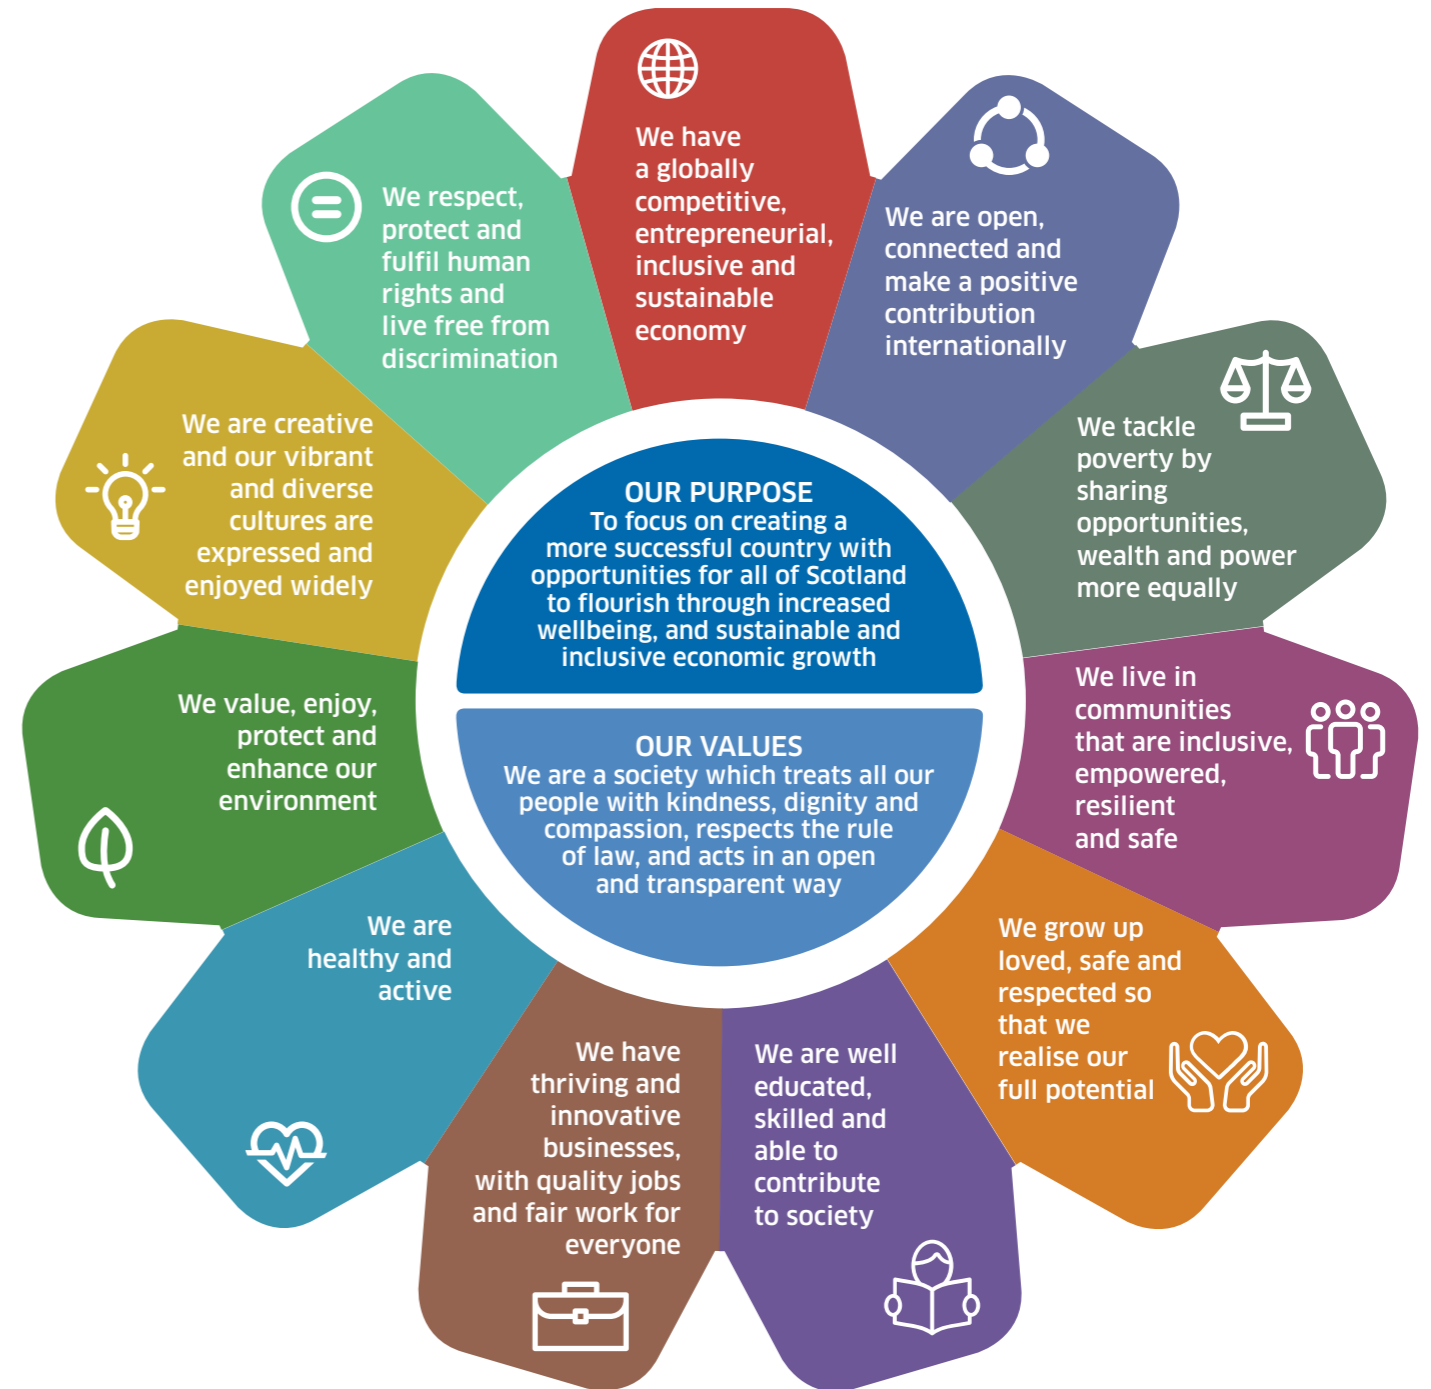 We have
a globally
competitive,
entrepreneurial,
inclusive and
sustainable
economy
We are open,
connected and
make a positive
contribution
internationally
We tackle
poverty by
sharing
opportunities,
wealth and power
more equally
We live in
communities
that are inclusive,
empowered,
resilient
and safe
We grow up
loved, safe and
respected so
that we
realise our
full potential
We are well
educated,
skilled and
able to
contribute
to society
We have
thriving and
innovative
businesses,
with quality jobs
and fair work for
everyone
We are
healthy and
active
We value, enjoy,
protect and
enhance our
environment
We are creative
and our vibrant
and diverse
cultures are
expressed and
enjoyed widely
We respect,
protect and
fulfil human
rights and
live free from
discrimination
OUR PURPOSE
To focus on creating a
more successful country with
opportunities for all of Scotland
to flourish through increased
wellbeing, and sustainable and
inclusive economic growth
OUR VALUES
We are a society which treats all our
people with kindness, dignity and
compassion, respects the rule
of law, and acts in an open
and transparent way